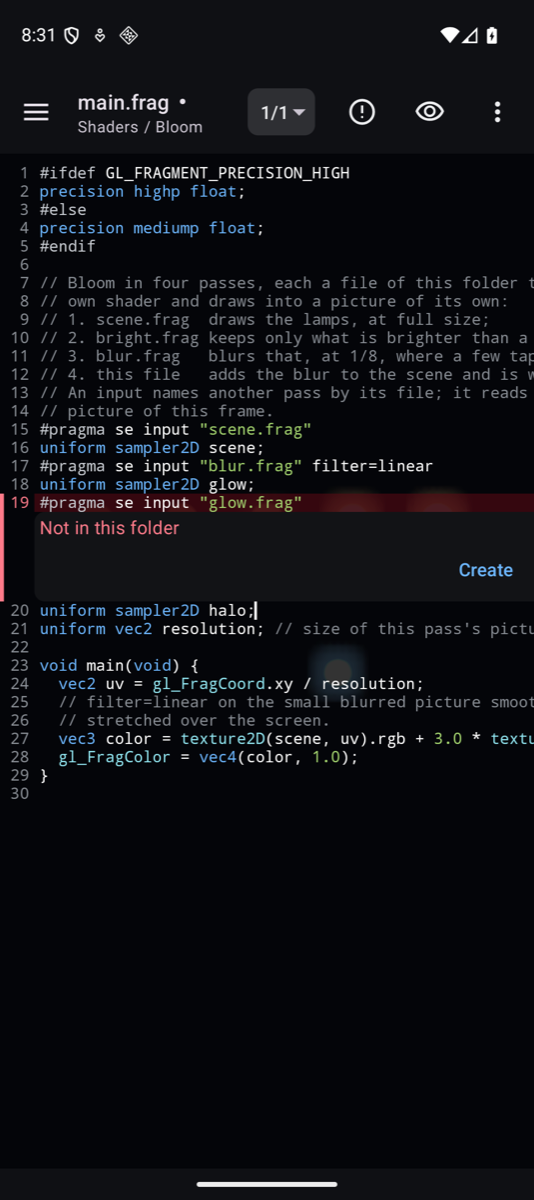 8:31
main.frag •
Shaders / Bloom
1/1
1 #ifdef GL_FRAGMENT_PRECISION_HIGH
2 precision highp float;
3 #else
4 precision mediump float;
5 #endif
6
7 // Bloom in four passes, each a file of this folder t
8 // own shader and draws into a picture of its own:
9 // 1. scene.frag  draws the lamps, at full size;
10 // 2. bright.frag keeps only what is brighter than a
11 // 3. blur.frag   blurs that, at 1/8, where a few tap
12 // 4. this file   adds the blur to the scene and is w
13 // An input names another pass by its file; it reads
14 // picture of this frame.
15 #pragma se input "scene.frag"
16 uniform sampler2D scene;
17 #pragma se input "blur.frag" filter=linear
18 uniform sampler2D glow;
19 #pragma se input "glow.frag"
Not in this folder
Create
20 uniform sampler2D halo;
21 uniform vec2 resolution; // size of this pass's pictu
22
23 void main(void) {
24   vec2 uv = gl_FragCoord.xy / resolution;
25   // filter=linear on the small blurred picture smoot
26   // stretched over the screen.
27   vec3 color = texture2D(scene, uv).rgb + 3.0 * textu
28   gl_FragColor = vec4(color, 1.0);
29 }
30